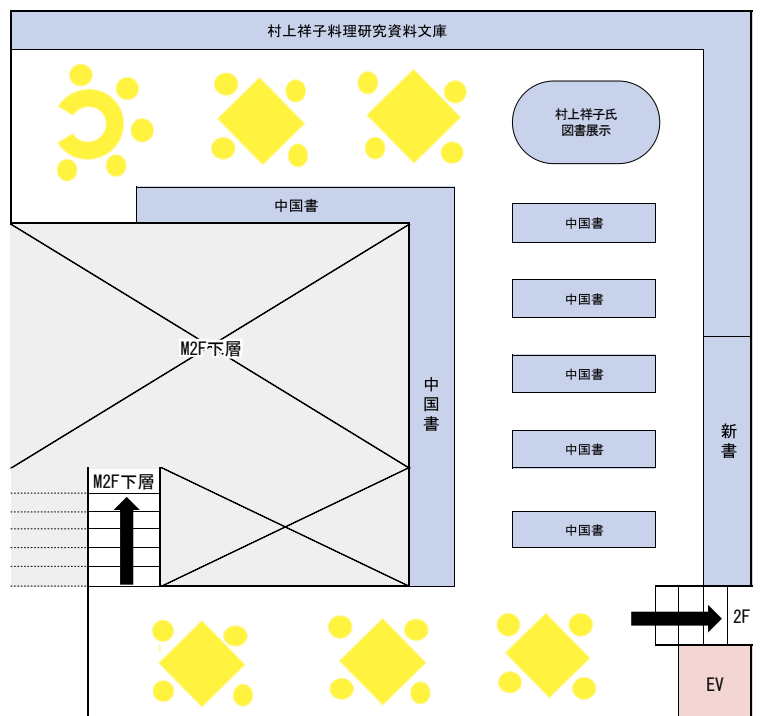 村上祥子料理研究資料文庫
村上祥子氏
図書展示
中国書
中国書
中国書
M2F下層
中国書
中国書
新書
中国書
M2F下層
中国書
2F
EV